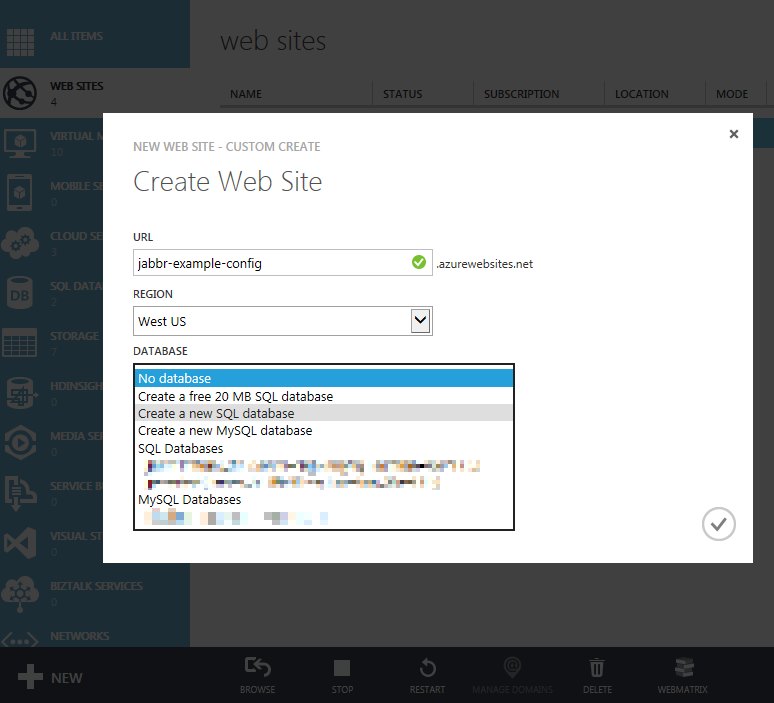 ALL ITEMS
web sites
WEB SITES
4
NAME STATUS SUBSCRIPTION LOCATION MODE
VIRTUAL M
10
MOBILE SE
0
CLOUD SE
3
SQL DATA
2
STORAGE
7
HDINSIGH
0
MEDIA SE
0
SERVICE B
0
VISUAL ST
0
BIZTALK SERVICES
0
NETWORKS
NEW WEB SITE - CUSTOM CREATE
Create Web Site
URL
jabbr-example-config .azurewebsites.net
REGION
West US
DATABASE
No database
Create a free 20 MB SQL database
Create a new SQL database
Create a new MySQL database
SQL Databases
MySQL Databases
NEW BROWSE STOP RESTART MANAGE DOMAINS DELETE WEBMATRIX